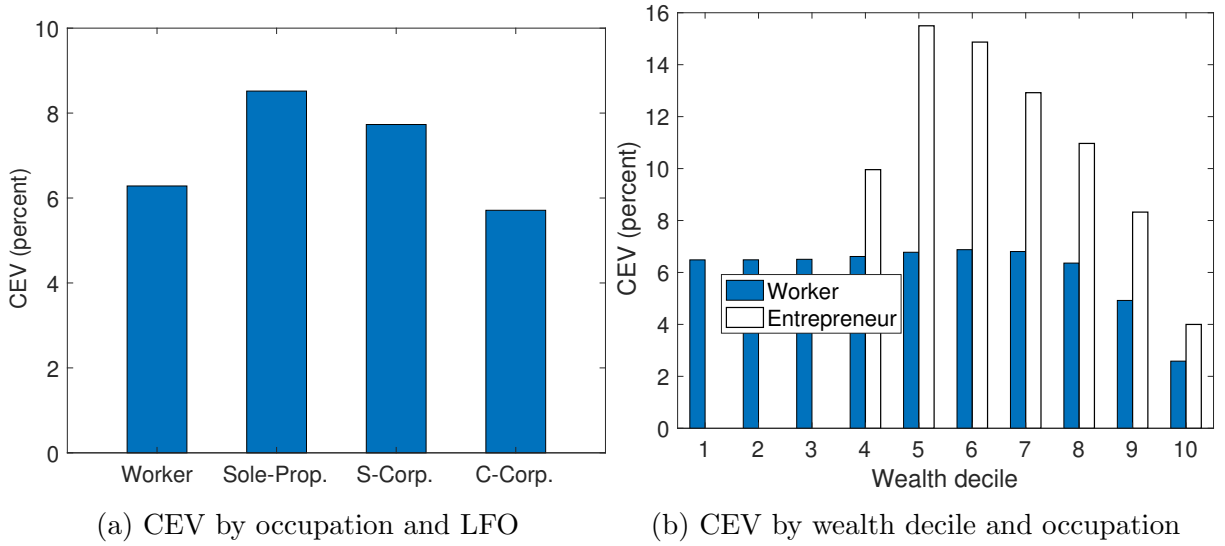 10
8
6
4
2
0
CEV (percent)
Worker Sole-Prop. S-Corp. C-Corp.
(a) CEV by occupation and LFO
16
14
12
10
8
6
4
2
0
CEV (percent)
Worker
Entrepreneur
1 2 3 4 5 6 7 8 9 10
Wealth decile
(b) CEV by wealth decile and occupation